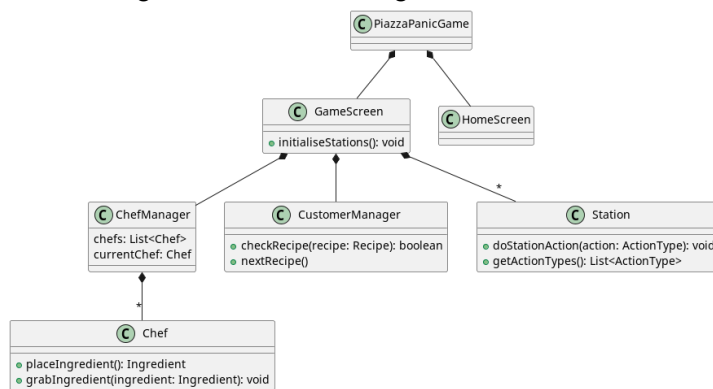 C PiazzaPanicGame
C GameScreen
initialiseStations(): void
C HomeScreen
*
C ChefManager
chefs: List<Chef>
currentChef: Chef
C CustomerManager
checkRecipe(recipe: Recipe): boolean
nextRecipe()
C Station
doStationAction(action: ActionType): void
getActionTypes(): List<ActionType>
*
C Chef
placeIngredient(): Ingredient
grabIngredient(ingredient: Ingredient): void